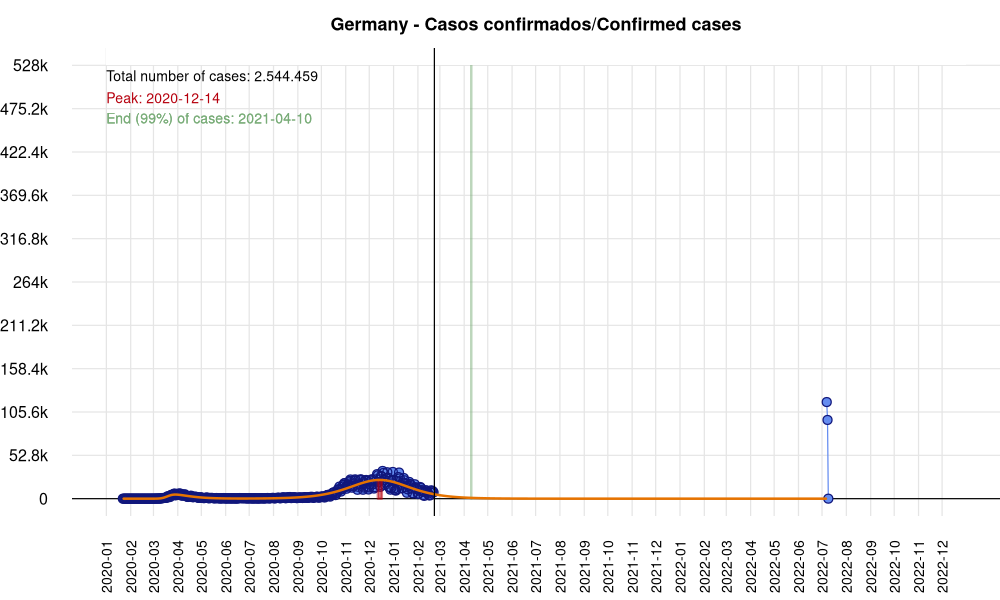 Germany - Casos confirmados/Confirmed cases
528k
Total number of cases: 2.544.459
Peak: 2020-12-14
475.2k
End (99%) of cases: 2021-04-10
422.4k
369.6k
316.8k
264k
211.2k
158.4k
105.6k
52.8k
0
2020-01
2020-02
2020-03
2020-04
2020-05
2020-06
2020-07
2020-08
2020-09
2020-10
2020-11
2020-12
2021-01
2021-02
2021-03
2021-04
2021-05
2021-06
2021-07
2021-08
2021-09
2021-10
2021-11
2021-12
2022-01
2022-02
2022-03
2022-04
2022-05
2022-06
2022-07
2022-08
2022-09
2022-10
2022-11
2022-12